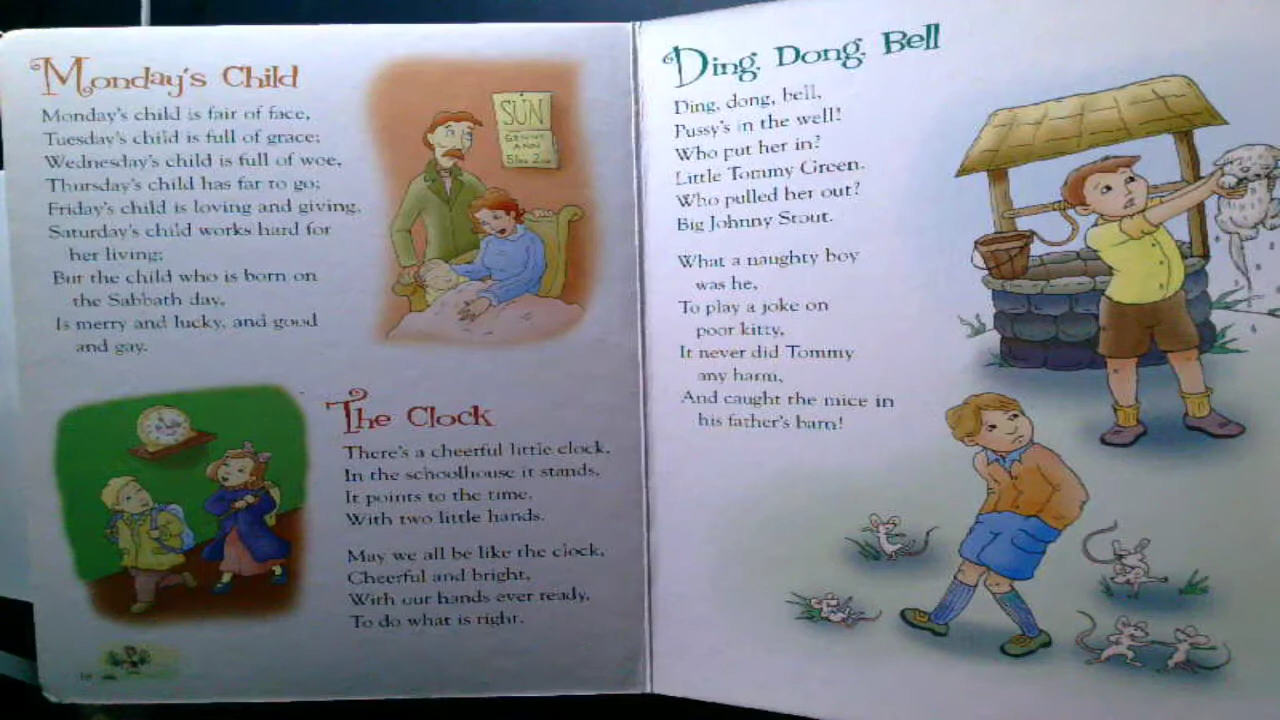 Monday's Child
Monday's child is fair of face,
Tuesday's child is full of grace;
Wednesday's child is full of woe,
Thursday's child has far to go;
Friday's child is loving and giving,
Saturday's child works hard for
her living;
But the child who is born on
the Sabbath day,
Is merry and lucky, and good
and gay.
SUN
The Clock
There's a cheerful little clock,
In the schoolhouse it stands,
It points to the time,
With two little hands.
May we all be like the clock,
Cheerful and bright,
With our hands ever ready,
To do what is right.
Ding, Dong, Bell
Ding, dong, bell,
Pussy's in the well!
Who put her in?
Little Tommy Green.
Who pulled her out?
Big Johnny Stout.
What a naughty boy
was he,
To play a joke on
poor kitty,
It never did Tommy
any harm,
And caught the mice in
his father's barn!